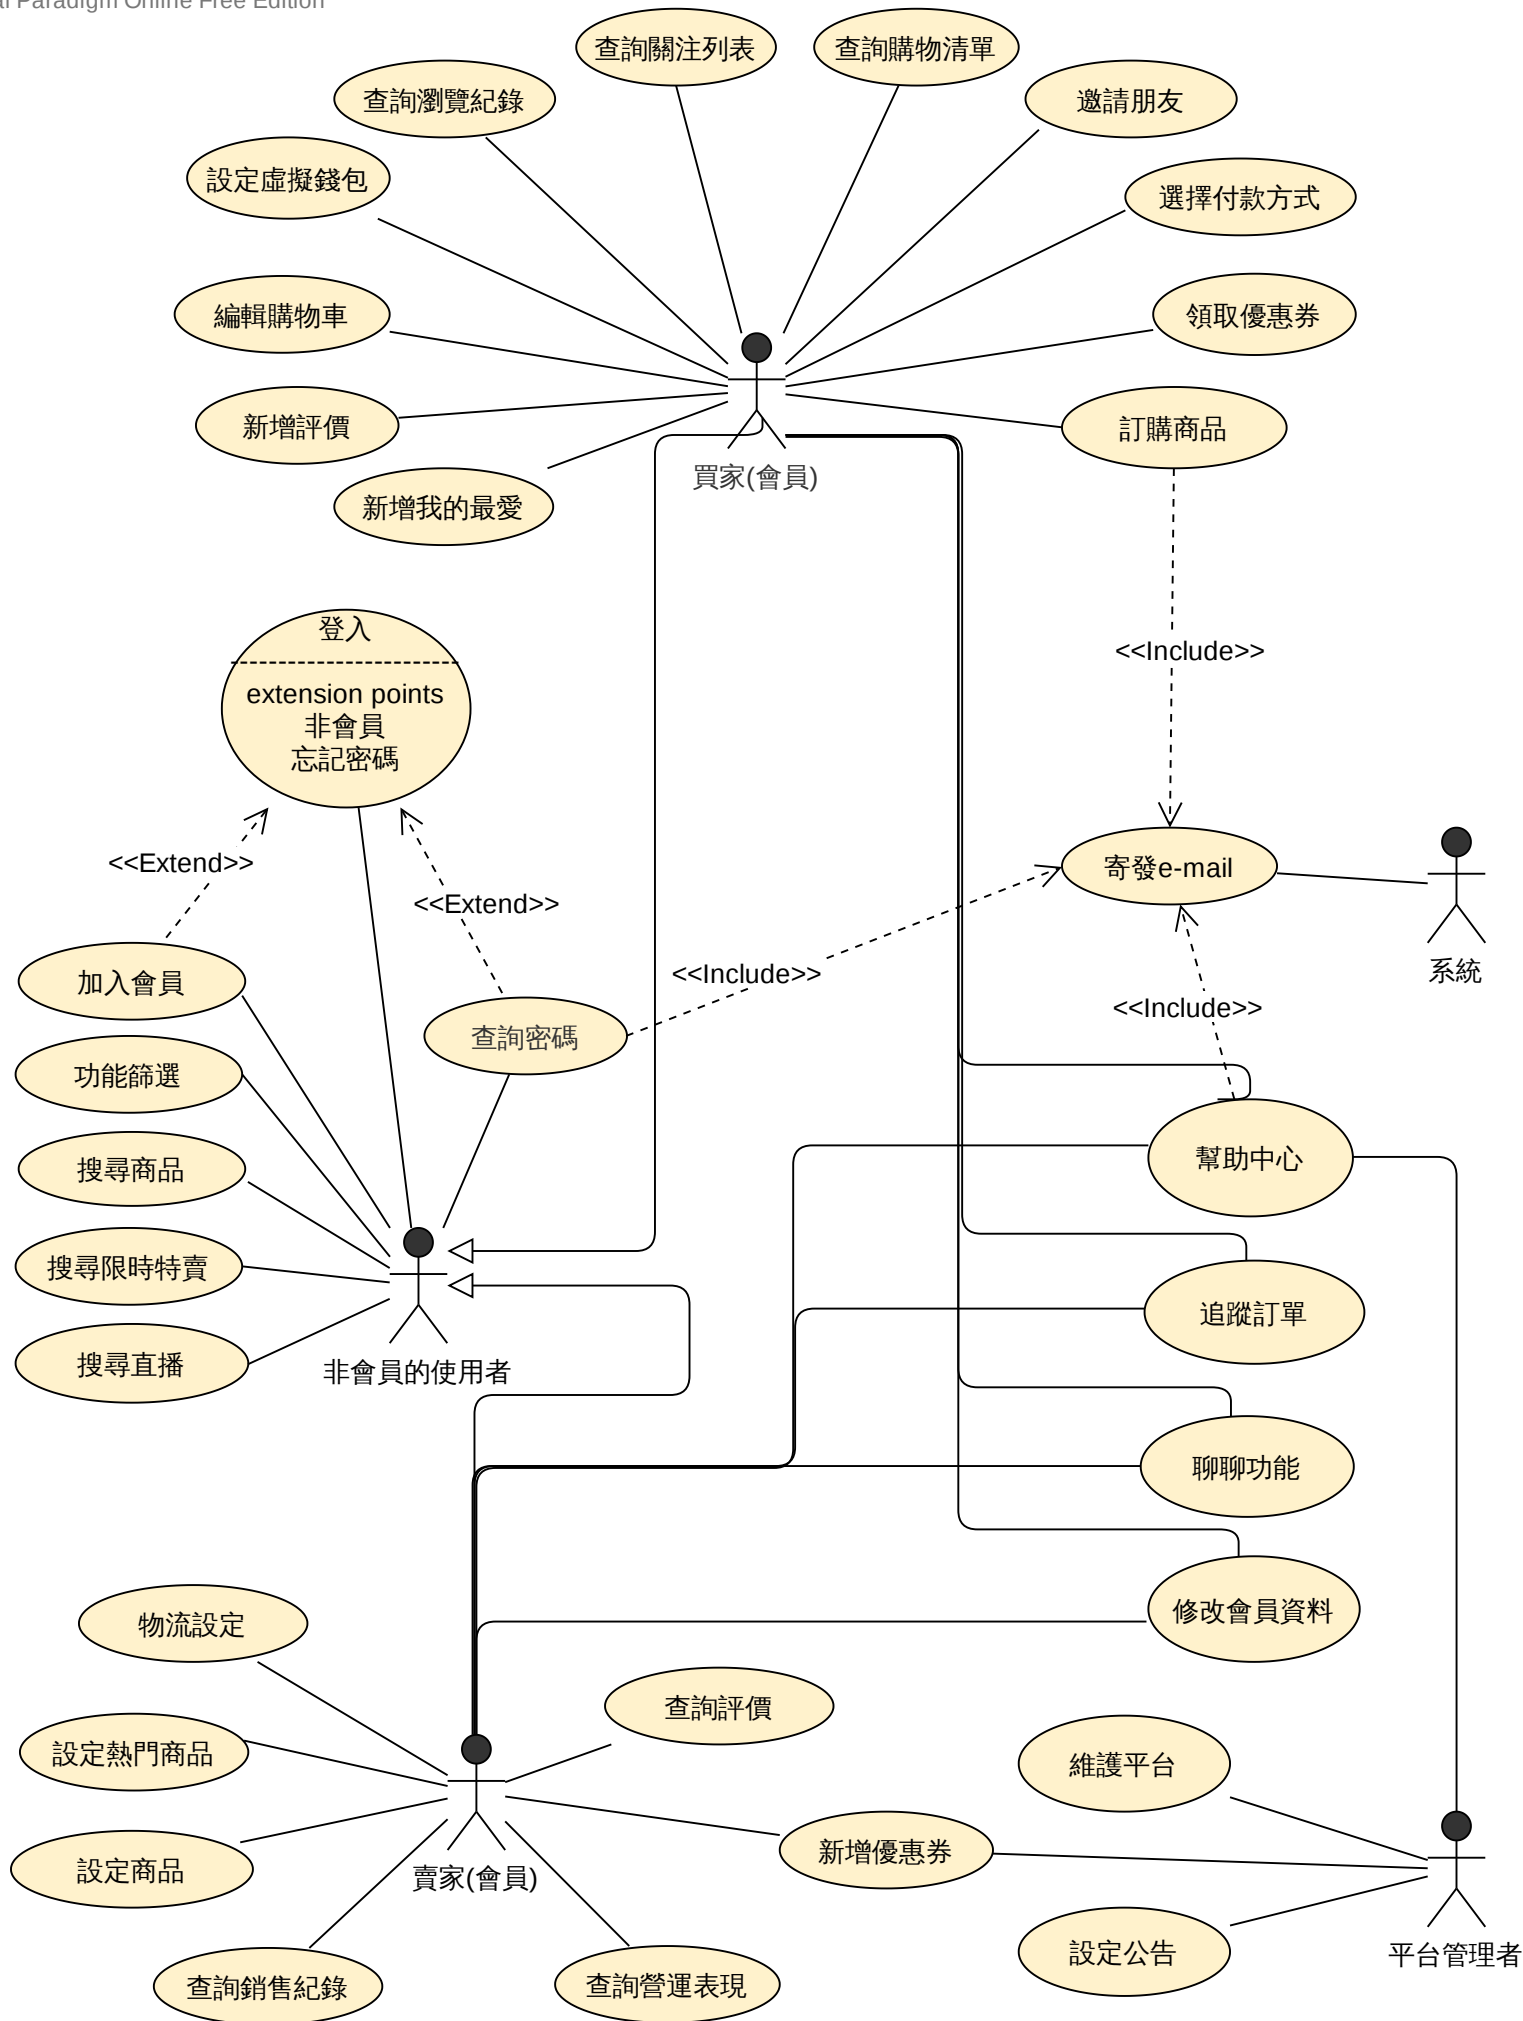 al Paradigm Online Free Edition
查詢關注列表
查詢購物清單
查詢瀏覽紀錄
邀請朋友
設定虛擬錢包
選擇付款方式
編輯購物車
領取優惠券
新增評價
訂購商品
買家(會員)
新增我的最愛
登入
extension points
非會員
忘記密碼
<<Include>>
<<Extend>>
寄發e-mail
<<Extend>>
系統
<<Include>>
加入會員
<<Include>>
查詢密碼
功能篩選
幫助中心
搜尋商品
搜尋限時特賣
追蹤訂單
搜尋直播
非會員的使用者
聊聊功能
修改會員資料
物流設定
查詢評價
設定熱門商品
維護平台
新增優惠券
設定商品
賣家(會員)
設定公告
平台管理者
查詢銷售紀錄
查詢營運表現